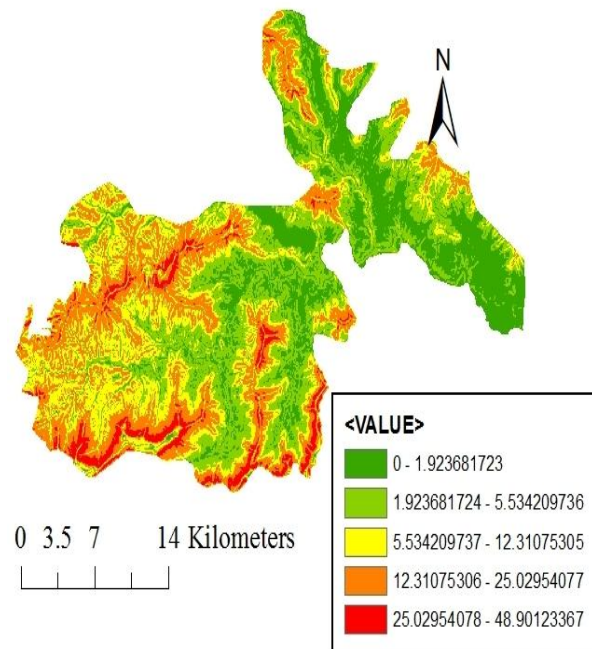 N
<VALUE>
0 - 1.923681723
1.923681724 - 5.534209736
5.534209737 - 12.31075305
12.31075306 - 25.02954077
25.02954078 - 48.90123367
0 3.5 7 14 Kilometers